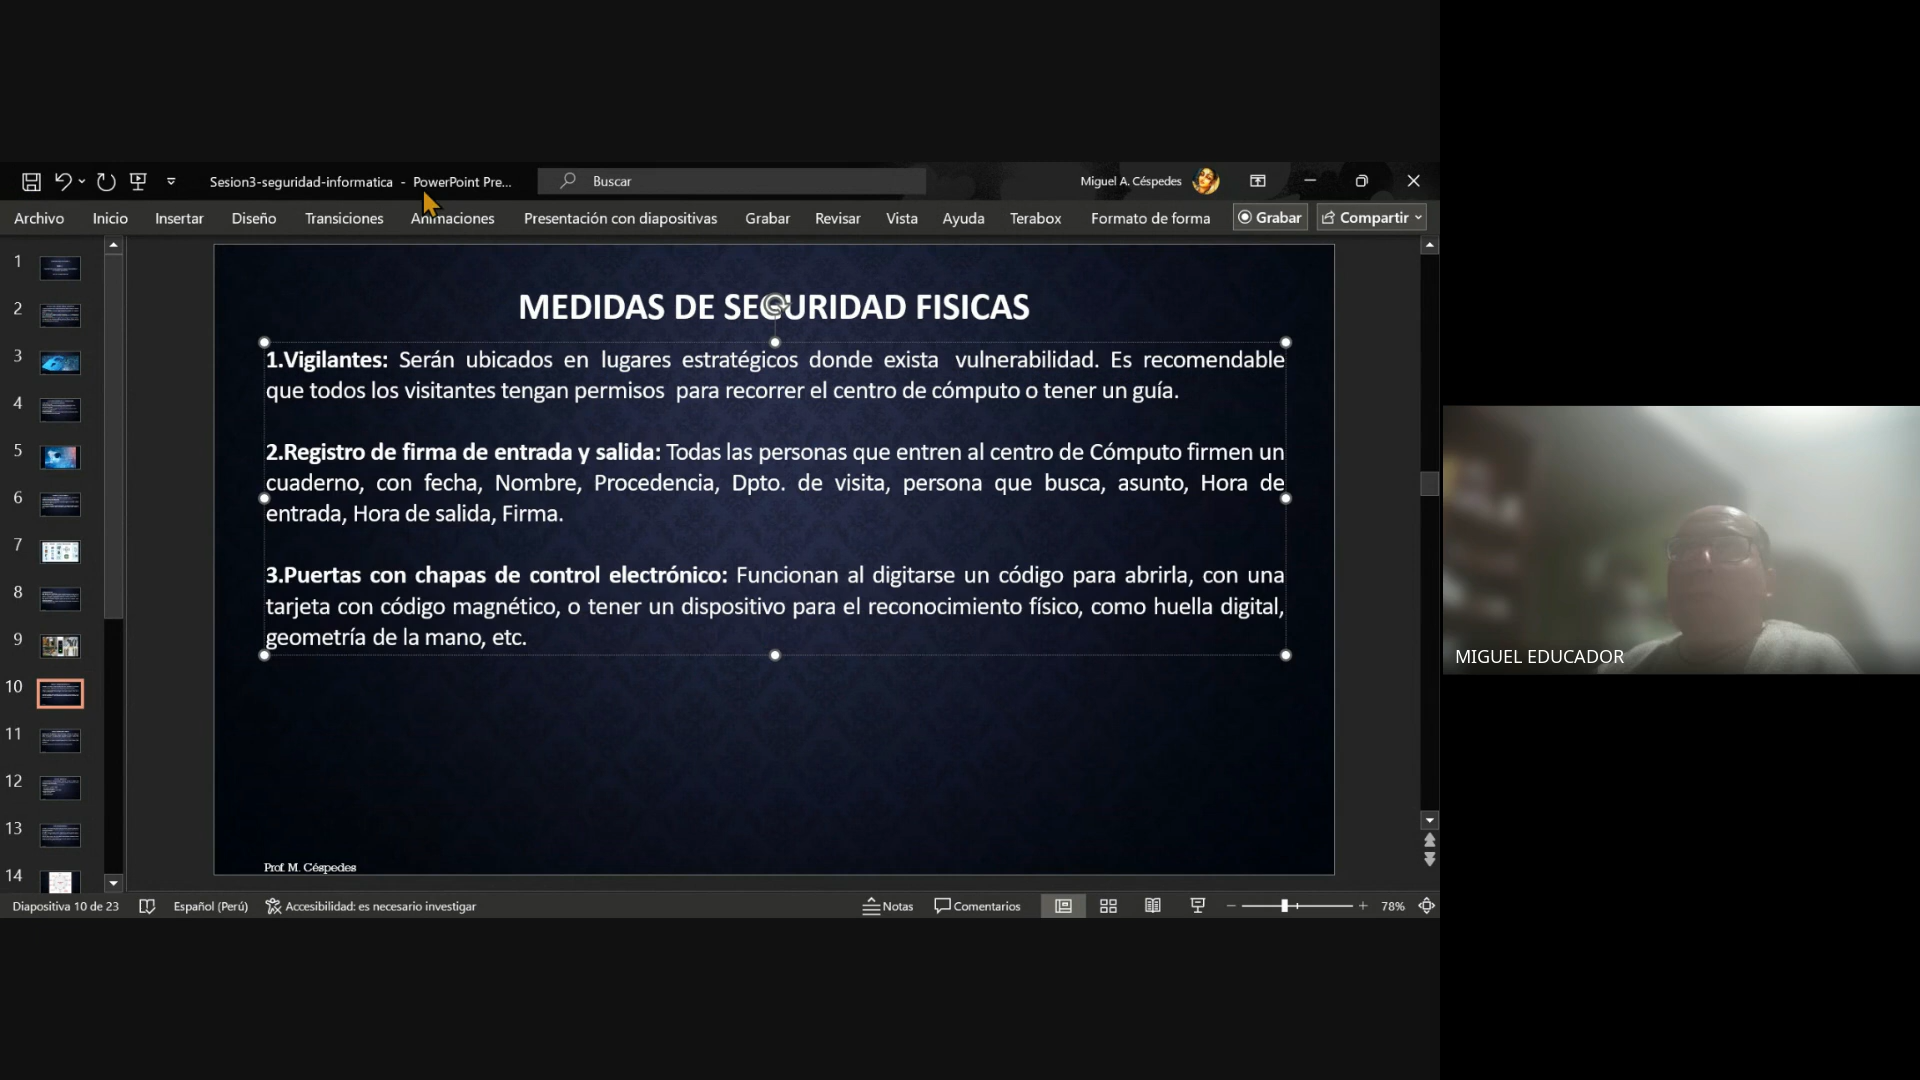 Sesion3-seguridad-informatica - PowerPoint Pre...
Buscar
Miguel A. Céspedes
Archivo Inicio Insertar Diseño Transiciones Animaciones Presentación con diapositivas Grabar Revisar Vista Ayuda Terabox Formato de forma Grabar Compartir
1
2
3
4
5
6
7
8
9
10
11
12
13
14
MEDIDAS DE SEGURIDAD FISICAS
1.Vigilantes: Serán ubicados en lugares estratégicos donde exista vulnerabilidad. Es recomendable
que todos los visitantes tengan permisos para recorrer el centro de cómputo o tener un guía.
2.Registro de firma de entrada y salida: Todas las personas que entren al centro de Cómputo firmen un
cuaderno, con fecha, Nombre, Procedencia, Dpto. de visita, persona que busca, asunto, Hora de
entrada, Hora de salida, Firma.
3.Puertas con chapas de control electrónico: Funcionan al digitarse un código para abrirla, con una
tarjeta con código magnético, o tener un dispositivo para el reconocimiento físico, como huella digital,
geometría de la mano, etc.
Prof. M. Céspedes
Diapositiva 10 de 23 Español (Perú) Accesibilidad: es necesario investigar Notas Comentarios 78%
MIGUEL EDUCADOR